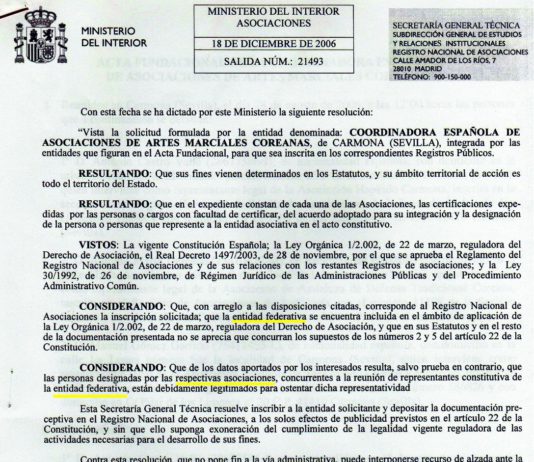 MINISTERIO
DEL INTERIOR
MINISTERIO DEL INTERIOR
ASOCIACIONES
18 DE DICIEMBRE DE 2006
SALIDA NÚM.: 21493
SECRETARÍA GENERAL TÉCNICA
SUBDIRECCIÓN GENERAL DE ESTUDIOS
Y RELACIONES INSTITUCIONALES
REGISTRO NACIONAL DE ASOCIACIONES
CALLE AMADOR DE LOS RÍOS, 7
28010 MADRID
TELÉFONO: 900-150-000
Con esta fecha se ha dictado por este Ministerio la siguiente resolución:
"Vista la solicitud formulada por la entidad denominada: COORDINADORA ESPAÑOLA DE
ASOCIACIONES DE ARTES MARCIALES COREANAS, de CARMONA (SEVILLA), integrada por las
entidades que figuran en el Acta Fundacional, para que sea inscrita en los correspondientes Registros Públicos.
RESULTANDO: Que sus fines vienen determinados en los Estatutos, y su ámbito territorial de acción es
todo el territorio del Estado.
RESULTANDO: Que en el expediente constan de cada una de las Asociaciones, las certificaciones expe-
didas por las personas o cargos con facultad de certificar, del acuerdo adoptado para su integración y la designación
de la persona o personas que represente a la entidad asociativa en el acto constitutivo.
VISTOS: La vigente Constitución Española; la Ley Orgánica 1/2.002, de 22 de marzo, reguladora del
Derecho de Asociación, el Real Decreto 1497/2003, de 28 de noviembre, por el que se aprueba el Reglamento del
Registro Nacional de Asociaciones y de sus relaciones con los restantes Registros de asociaciones; y la Ley
30/1992, de 26 de noviembre, de Régimen Jurídico de las Administraciones Públicas y del Procedimiento
Administrativo Común.
CONSIDERANDO: Que, con arreglo a las disposiciones citadas, corresponde al Registro Nacional de
Asociaciones la inscripción solicitada; que la entidad federativa se encuentra incluida en el ámbito de aplicación de
la Ley Orgánica 1/2.002, de 22 de marzo, reguladora del Derecho de Asociación, y que en sus Estatutos y en el resto
de la documentación presentada no se aprecia que concurran los supuestos de los números 2 y 5 del artículo 22 de la
Constitución.
CONSIDERANDO: Que de los datos aportados por los interesados resulta, salvo prueba en contrario, que
las personas designadas por las respectivas asociaciones, concurrentes a la reunión de representantes constitutiva de
la entidad federativa, están debidamente legitimados para ostentar dicha representatividad
Esta Secretaría General Técnica resuelve inscribir a la entidad solicitante y depositar la documentación pre-
ceptiva en el Registro Nacional de Asociaciones, a los solos efectos de publicidad previstos en el artículo 22 de la
Constitución, y sin que ello suponga exoneración del cumplimiento de la legalidad vigente reguladora de las
actividades necesarias para el desarrollo de sus fines.
Contra esta resolución, que no pone fin a la vía administrativa, puede interponerse recurso de alzada ante la